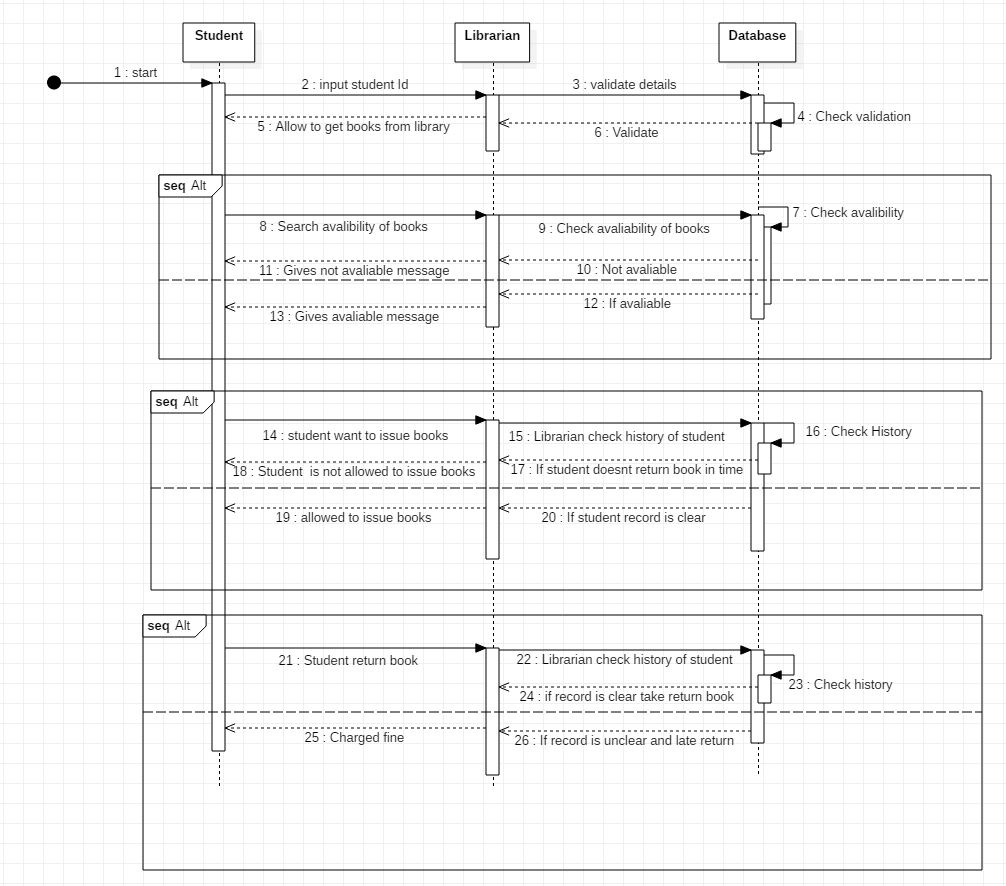 Student
Librarian
Database
1 : start
2 : input student Id
3 : validate details
4 : Check validation
5 : Allow to get books from library
6 : Validate
seq Alt
7 : Check avalibility
8 : Search avalibility of books
9 : Check avaliability of books
10 : Not avaliable
11 : Gives not avaliable message
12 : If avaliable
13 : Gives avaliable message
seq Alt
14 : student want to issue books
15 : Librarian check history of student
16 : Check History
17 : If student doesnt return book in time
18 : Student is not allowed to issue books
19 : allowed to issue books
20 : If student record is clear
seq Alt
21 : Student return book
22 : Librarian check history of student
23 : Check history
24 : if record is clear take return book
25 : Charged fine
26 : If record is unclear and late return